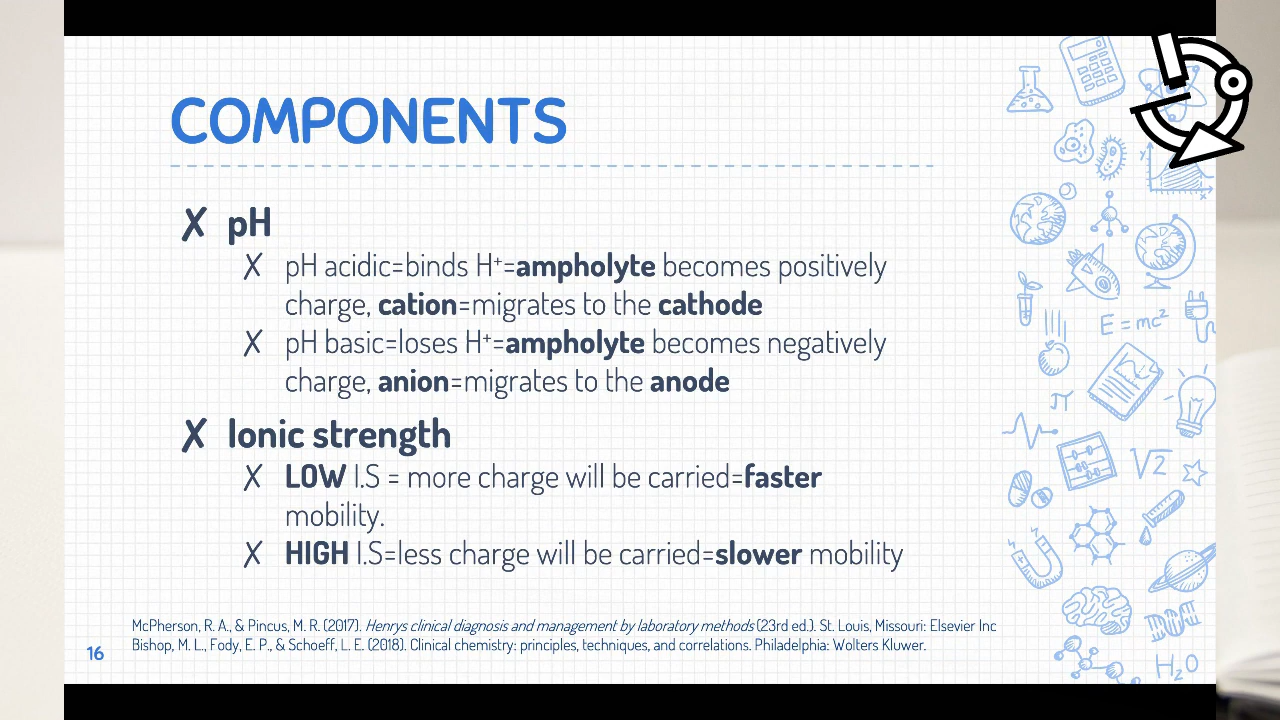 COMPONENTS
✗ pH
✗ pH acidic=binds H⁺=ampholyte becomes positively
charge, cation=migrates to the cathode
✗ pH basic=loses H⁺=ampholyte becomes negatively
charge, anion=migrates to the anode
✗ Ionic strength
✗ LOW I.S = more charge will be carried=faster
mobility.
✗ HIGH I.S=less charge will be carried=slower mobility
McPherson, R. A., & Pincus, M. R. (2017). Henrys clinical diagnosis and management by laboratory methods (23rd ed.). St. Louis, Missouri: Elsevier Inc
Bishop, M. L., Fody, E. P., & Schoeff, L. E. (2018). Clinical chemistry: principles, techniques, and correlations. Philadelphia: Wolters Kluwer.
16
y
x
E=mc²
π
√2
H₂O